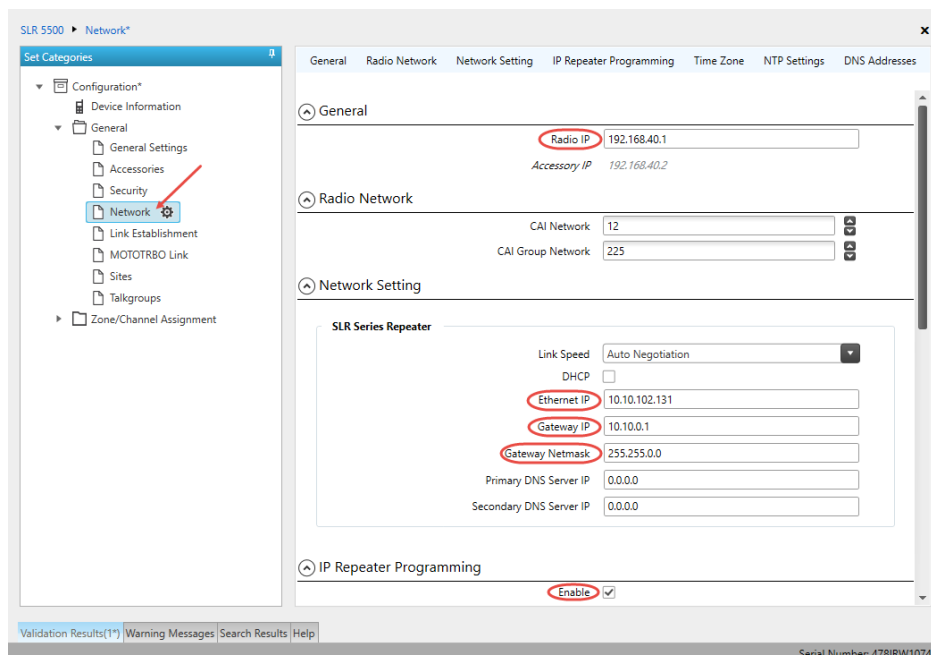 SLR 5500 ▸ Network*
x
Set Categories
Configuration*
Device Information
General
General Settings
Accessories
Security
Network
Link Establishment
MOTOTRBO Link
Sites
Talkgroups
Zone/Channel Assignment
General Radio Network Network Setting IP Repeater Programming Time Zone NTP Settings DNS Addresses
General
Radio IP 192.168.40.1
Accessory IP 192.168.40.2
Radio Network
CAI Network 12
CAI Group Network 225
Network Setting
SLR Series Repeater
Link Speed Auto Negotiation
DHCP
Ethernet IP 10.10.102.131
Gateway IP 10.10.0.1
Gateway Netmask 255.255.0.0
Primary DNS Server IP 0.0.0.0
Secondary DNS Server IP 0.0.0.0
IP Repeater Programming
Enable
Validation Results(1*) Warning Messages Search Results Help
Serial Number: 478IRW1074